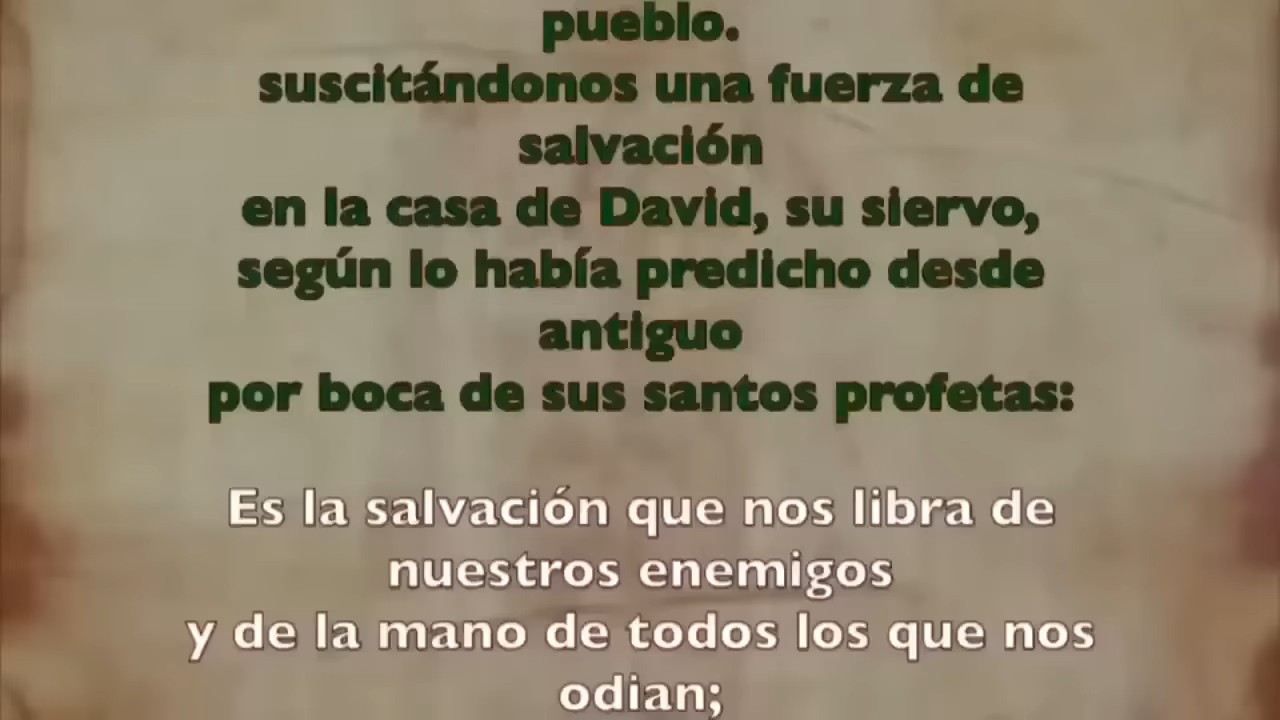 pueblo.
suscitándonos una fuerza de
salvación
en la casa de David, su siervo,
según lo había predicho desde
antiguo
por boca de sus santos profetas:
Es la salvación que nos libra de
nuestros enemigos
y de la mano de todos los que nos
odian;